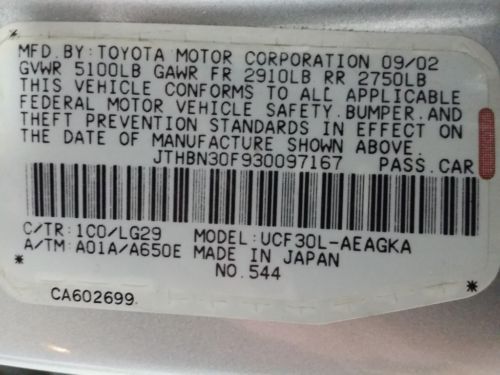 MFD.BY:TOYOTA MOTOR CORPORATION 09/02
GVWR 5100LB GAWR FR 2910LB RR 2750LB
THIS VEHICLE CONFORMS TO ALL APPLICABLE
FEDERAL MOTOR VEHICLE SAFETY.BUMPER.AND
THEFT PREVENTION STANDARDS IN EFFECT ON
THE DATE OF MANUFACTURE SHOWN ABOVE.
JTHBN30F930097167 PASS.CAR
C/TR:1C0/LG29 MODEL:UCF30L-AEAGKA
A/TM:A01A/A650E MADE IN JAPAN
* NO.544 *
CA602699